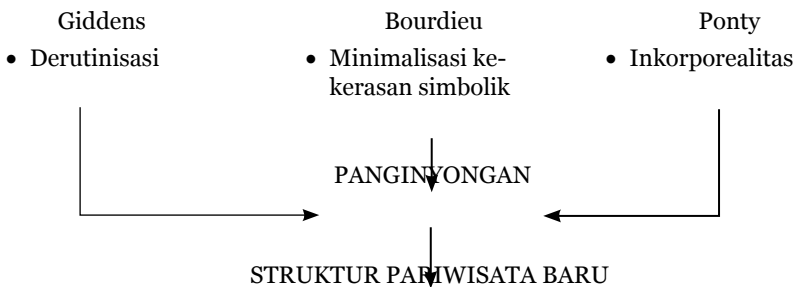 Giddens Bourdieu Ponty
• Derutinisasi • Minimalisasi ke- • Inkorporealitas
kerasan simbolik
PANGINYONGAN
STRUKTUR PARIWISATA BARU